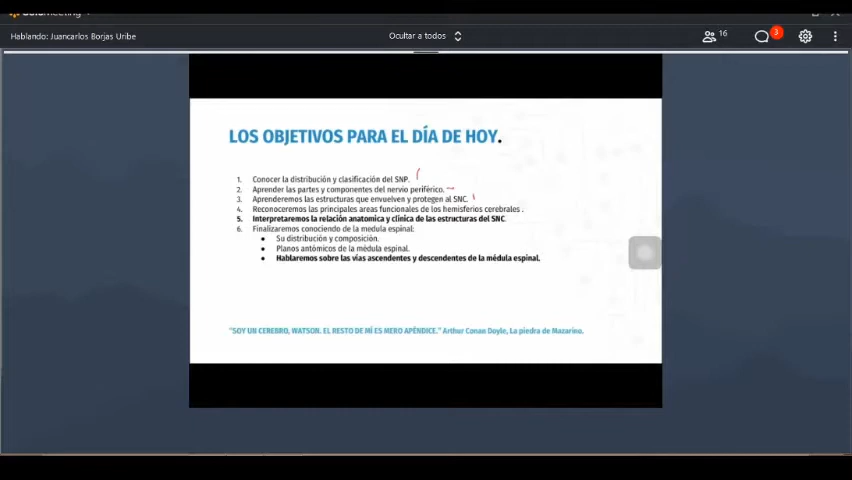 GoToMeeting
Hablando: Juancarlos Borjas Uribe
Ocultar a todos
16
3
LOS OBJETIVOS PARA EL DÍA DE HOY.
1. Conocer la distribución y clasificación del SNP.
2. Aprender las partes y componentes del nervio periférico.
3. Aprenderemos las estructuras que envuelven y protegen al SNC.
4. Reconoceremos las principales areas funcionales de los hemisferios cerebrales .
5. Interpretaremos la relación anatomica y clínica de las estructuras del SNC.
6. Finalizaremos conociendo de la medula espinal:
• Su distribución y composición.
• Planos antómicos de la médula espinal.
• Hablaremos sobre las vías ascendentes y descendentes de la médula espinal.
"SOY UN CEREBRO, WATSON. EL RESTO DE MÍ ES MERO APÉNDICE." Arthur Conan Doyle, La piedra de Mazarino.